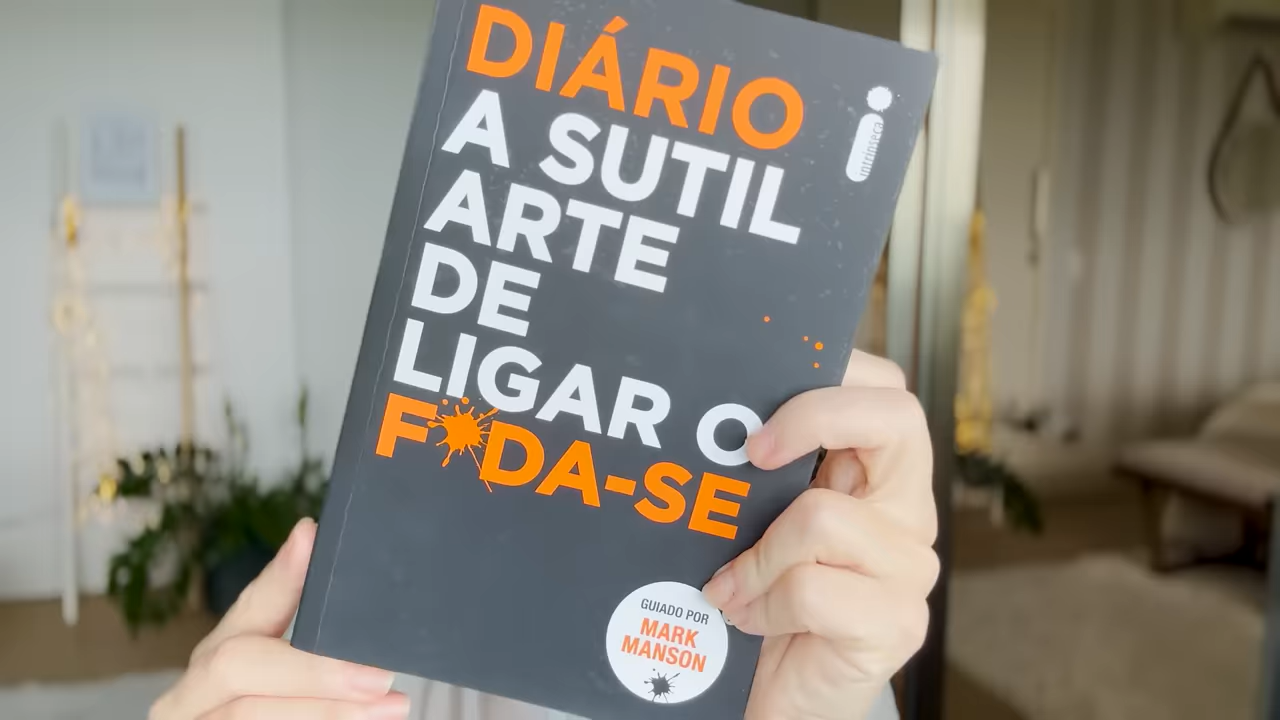 DIÁRIO
A SUTIL
ARTE
DE
LIGAR O
F*DA-SE
intrínseca
GUIADO POR
MARK
MANSON